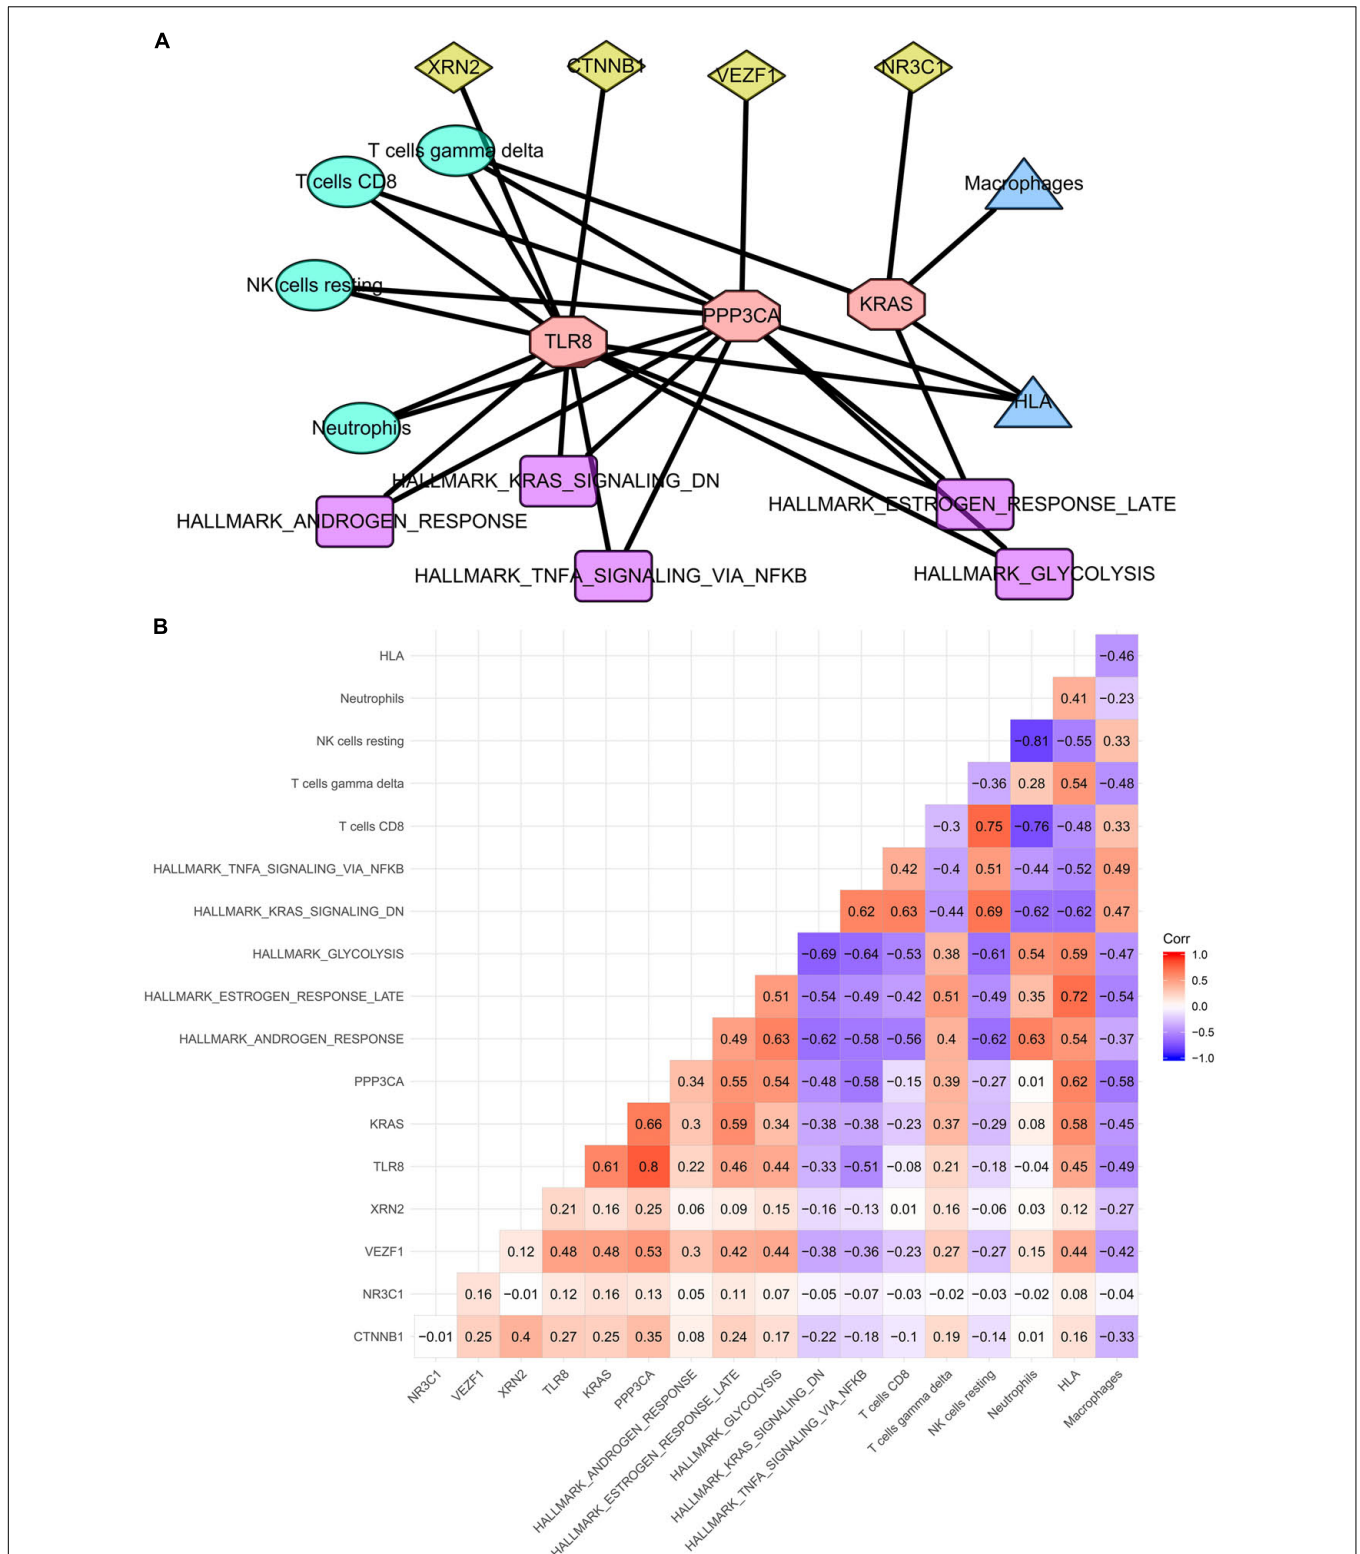 A
XRN2
CTNNB1
VEZF1
NR3C1
T cells gamma delta
T cells CD8
Macrophages
NK cells resting
KRAS
PPP3CA
TLR8
HLA
Neutrophils
HALLMARK_KRAS_SIGNALING_DN
HALLMARK_ESTROGEN_RESPONSE_LATE
HALLMARK_ANDROGEN_RESPONSE
HALLMARK_TNFA_SIGNALING_VIA_NFKB
HALLMARK_GLYCOLYSIS
B
HLA −0.46
Neutrophils 0.41 −0.23
NK cells resting −0.81 −0.55 0.33
T cells gamma delta −0.36 0.28 0.54 −0.48
T cells CD8 −0.3 0.75 −0.76 −0.48 0.33
HALLMARK_TNFA_SIGNALING_VIA_NFKB 0.42 −0.4 0.51 −0.44 −0.52 0.49
HALLMARK_KRAS_SIGNALING_DN 0.62 0.63 −0.44 0.69 −0.62 −0.62 0.47
HALLMARK_GLYCOLYSIS −0.69 −0.64 −0.53 0.38 −0.61 0.54 0.59 −0.47
HALLMARK_ESTROGEN_RESPONSE_LATE 0.51 −0.54 −0.49 −0.42 0.51 −0.49 0.35 0.72 −0.54
HALLMARK_ANDROGEN_RESPONSE 0.49 0.63 −0.62 −0.58 −0.56 0.4 −0.62 0.63 0.54 −0.37
PPP3CA 0.34 0.55 0.54 −0.48 −0.58 −0.15 0.39 −0.27 0.01 0.62 −0.58
KRAS 0.66 0.3 0.59 0.34 −0.38 −0.38 −0.23 0.37 −0.29 0.08 0.58 −0.45
TLR8 0.61 0.8 0.22 0.46 0.44 −0.33 −0.51 −0.08 0.21 −0.18 −0.04 0.45 −0.49
XRN2 0.21 0.16 0.25 0.06 0.09 0.15 −0.16 −0.13 0.01 0.16 −0.06 0.03 0.12 −0.27
VEZF1 0.12 0.48 0.48 0.53 0.3 0.42 0.44 −0.38 −0.36 −0.23 0.27 −0.27 0.15 0.44 −0.42
NR3C1 0.16 −0.01 0.12 0.16 0.13 0.05 0.11 0.07 −0.05 −0.07 −0.03 −0.02 −0.03 −0.02 0.08 −0.04
CTNNB1 −0.01 0.25 0.4 0.27 0.25 0.35 0.08 0.24 0.17 −0.22 −0.18 −0.1 0.19 −0.14 0.01 0.16 −0.33
NR3C1
VEZF1
XRN2
TLR8
KRAS
PPP3CA
HALLMARK_ANDROGEN_RESPONSE
HALLMARK_ESTROGEN_RESPONSE_LATE
HALLMARK_GLYCOLYSIS
HALLMARK_KRAS_SIGNALING_DN
HALLMARK_TNFA_SIGNALING_VIA_NFKB
T cells CD8
T cells gamma delta
NK cells resting
Neutrophils
HLA
Macrophages
Corr
1.0
0.5
0.0
−0.5
−1.0